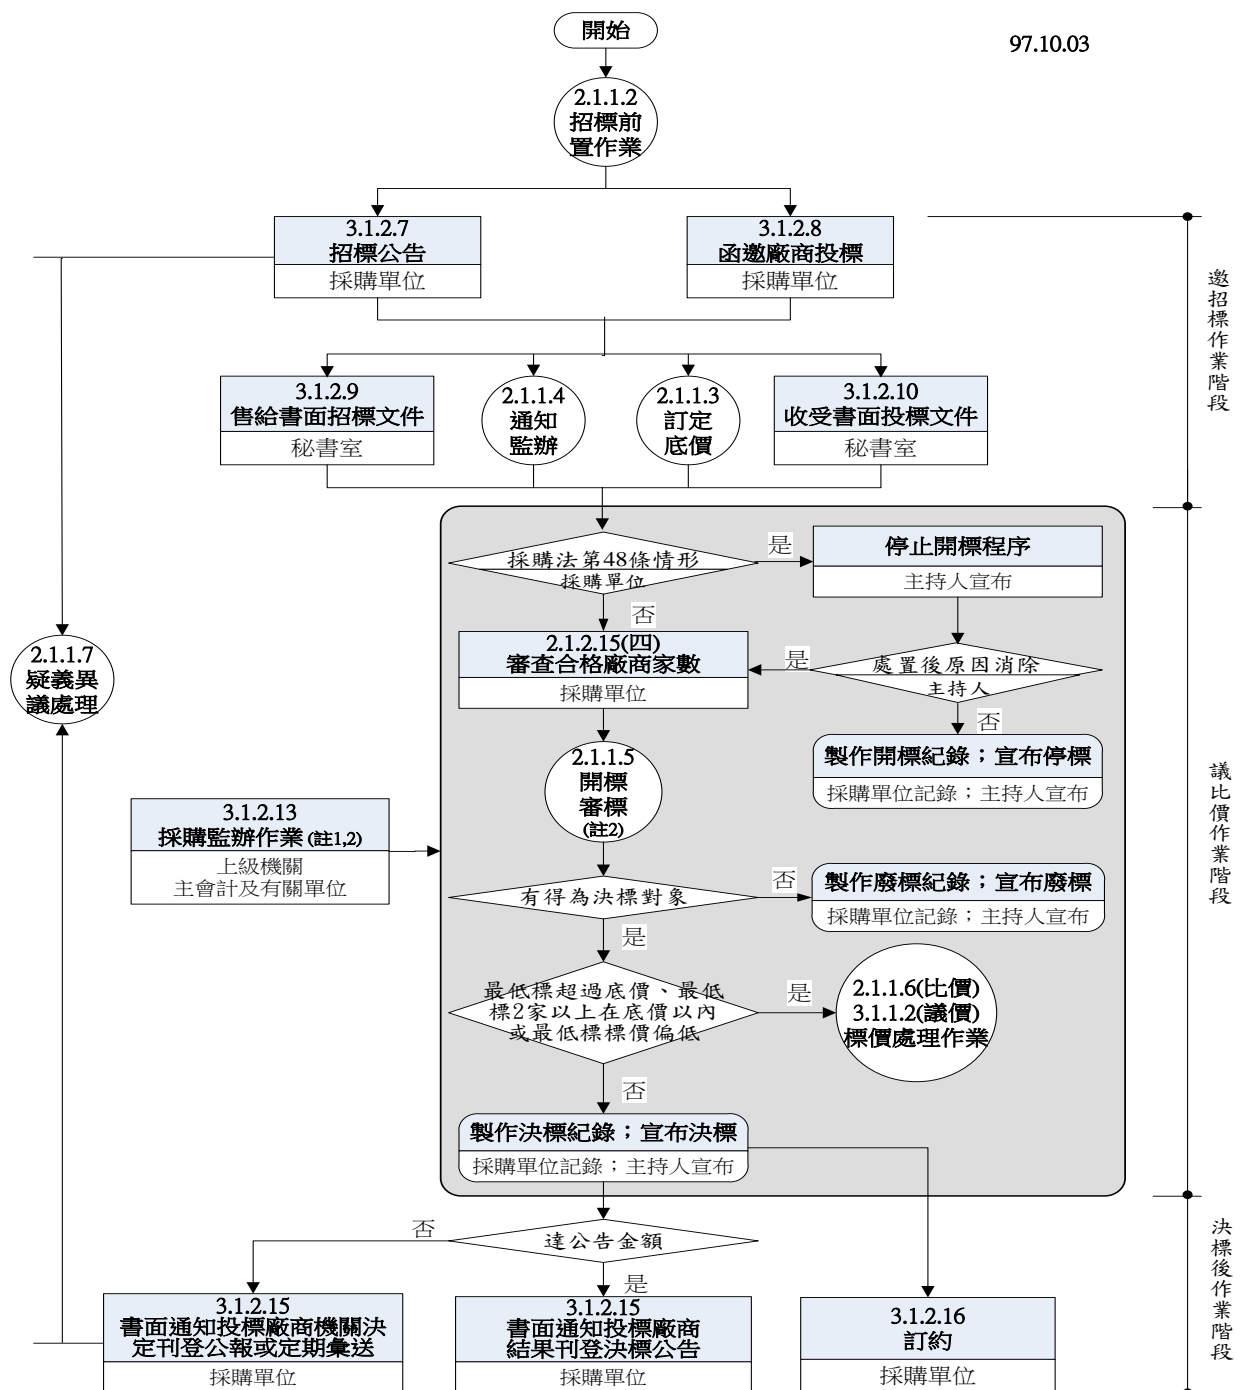 開始
97.10.03
2.1.1.2
招標前
置作業
3.1.2.7
招標公告
採購單位
3.1.2.8
函邀廠商投標
採購單位
邀招標作業階段
3.1.2.9
售給書面招標文件
秘書室
2.1.1.4
通知
監辦
2.1.1.3
訂定
底價
3.1.2.10
收受書面投標文件
秘書室
採購法第48條情形
採購單位
是
停止開標程序
主持人宣布
否
2.1.2.15(四)
審查合格廠商家數
採購單位
是
處置後原因消除
主持人
2.1.1.7
疑義異
議處理
否
製作開標紀錄；宣布停標
採購單位記錄；主持人宣布
2.1.1.5
開標
審標
(註2)
議比價作業階段
3.1.2.13
採購監辦作業(註1,2)
上級機關
主會計及有關單位
有得為決標對象
否
製作廢標紀錄；宣布廢標
採購單位記錄；主持人宣布
是
最低標超過底價、最低
標2家以上在底價以內
或最低標標價偏低
是
2.1.1.6(比價)
3.1.1.2(議價)
標價處理作業
否
製作決標紀錄；宣布決標
採購單位記錄；主持人宣布
否
達公告金額
是
決標後作業階段
3.1.2.15
書面通知投標廠商機關決
定刊登公報或定期彙送
採購單位
3.1.2.15
書面通知投標廠商
結果刊登決標公告
採購單位
3.1.2.16
訂約
採購單位